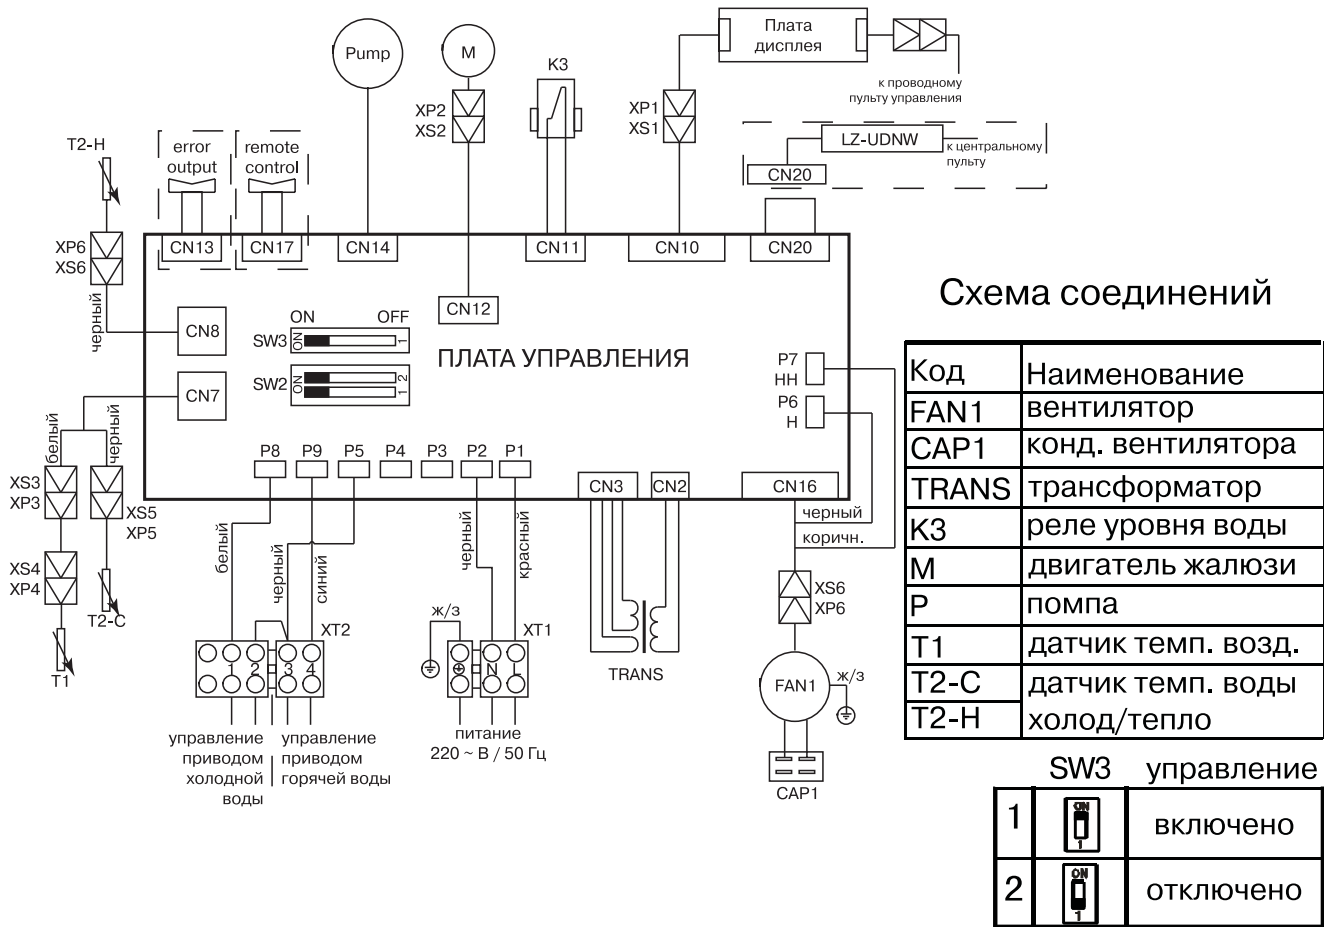 Плата
дисплея
к проводному
пульту управления
Pump
M
K3
XP2
XS2
XP1
XS1
LZ-UDNW
к центральному
пульту
CN20
T2-H
error
output
remote
control
XP6
XS6
черный
CN13
CN17
CN14
CN11
CN10
CN20
CN12
CN8
CN7
ON
OFF
SW3
ON
1
SW2
ON
2
1
ПЛАТА УПРАВЛЕНИЯ
P7
HH
P6
H
белый
черный
XS3
XP3
XS5
XP5
XS4
XP4
T2-C
T1
P8
P9
P5
P4
P3
P2
P1
CN3
CN2
CN16
черный
коричн.
белый
черный
синий
черный
красный
ж/з
XT2
1
2
3
4
XT1
N
L
TRANS
XS6
XP6
FAN1
ж/з
CAP1
управление
приводом
холодной
воды
управление
приводом
горячей воды
питание
220 ~ В / 50 Гц
Схема соединений
Код Наименование
FAN1 вентилятор
CAP1 конд. вентилятора
TRANS трансформатор
K3 реле уровня воды
M двигатель жалюзи
P помпа
T1 датчик темп. возд.
T2-C датчик темп. воды
T2-H холод/тепло
SW3 управление
1 ON 1 включено
2 ON 1 отключено